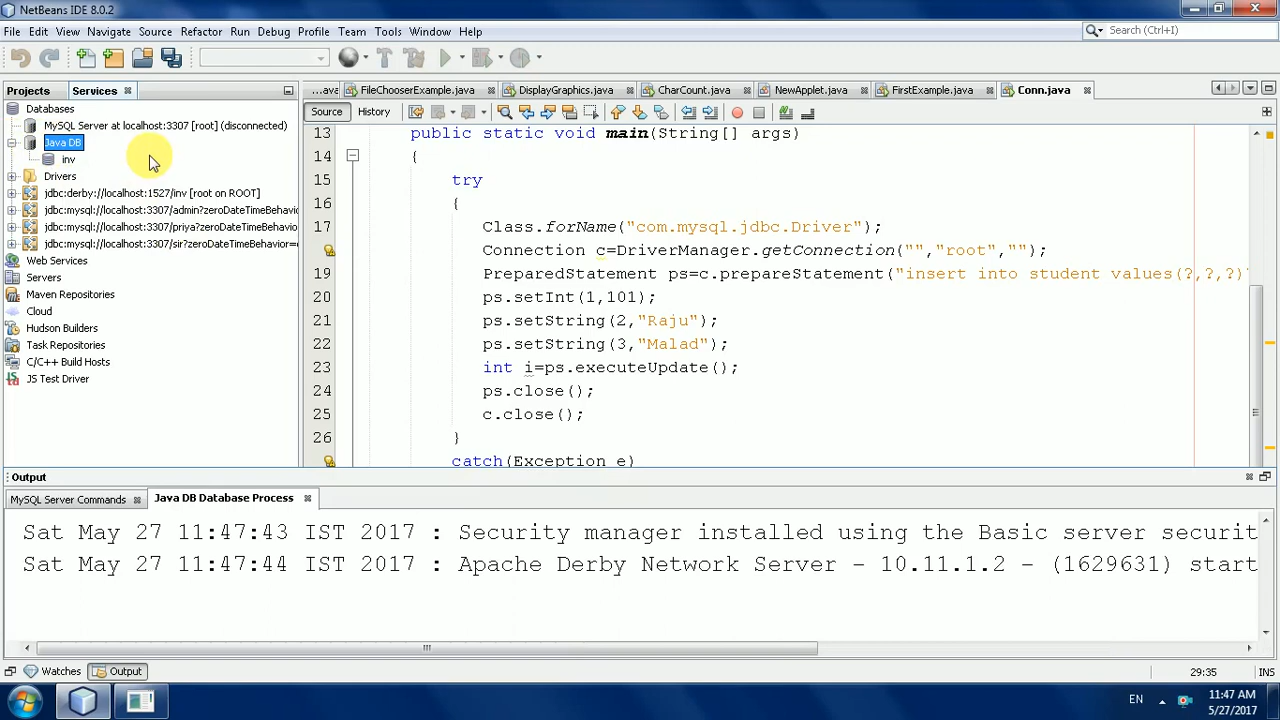 NetBeans IDE 8.0.2
File Edit View Navigate Source Refactor Run Debug Profile Team Tools Window Help
Search (Ctrl+I)
Projects Services
...ava FileChooserExample.java DisplayGraphics.java CharCount.java NewApplet.java FirstExample.java Conn.java
Source History
Databases
MySQL Server at localhost:3307 [root] (disconnected)
Java DB
inv
Drivers
jdbc:derby://localhost:1527/inv [root on ROOT]
jdbc:mysql://localhost:3307/admin?zeroDateTimeBehavio
jdbc:mysql://localhost:3307/priya?zeroDateTimeBehavio
jdbc:mysql://localhost:3307/sir?zeroDateTimeBehavior=
Web Services
Servers
Maven Repositories
Cloud
Hudson Builders
Task Repositories
C/C++ Build Hosts
JS Test Driver
13 public static void main(String[] args)
14 {
15 try
16 {
17 Class.forName("com.mysql.jdbc.Driver");
Connection c=DriverManager.getConnection("","root","");
19 PreparedStatement ps=c.prepareStatement("insert into student values(?,?,?)
20 ps.setInt(1,101);
21 ps.setString(2,"Raju");
22 ps.setString(3,"Malad");
23 int i=ps.executeUpdate();
24 ps.close();
25 c.close();
26 }
catch(Exception e)
Output
MySQL Server Commands Java DB Database Process
Sat May 27 11:47:43 IST 2017 : Security manager installed using the Basic server securit
Sat May 27 11:47:44 IST 2017 : Apache Derby Network Server - 10.11.1.2 - (1629631) start
Watches Output
29:35 INS
EN
11:47 AM
5/27/2017